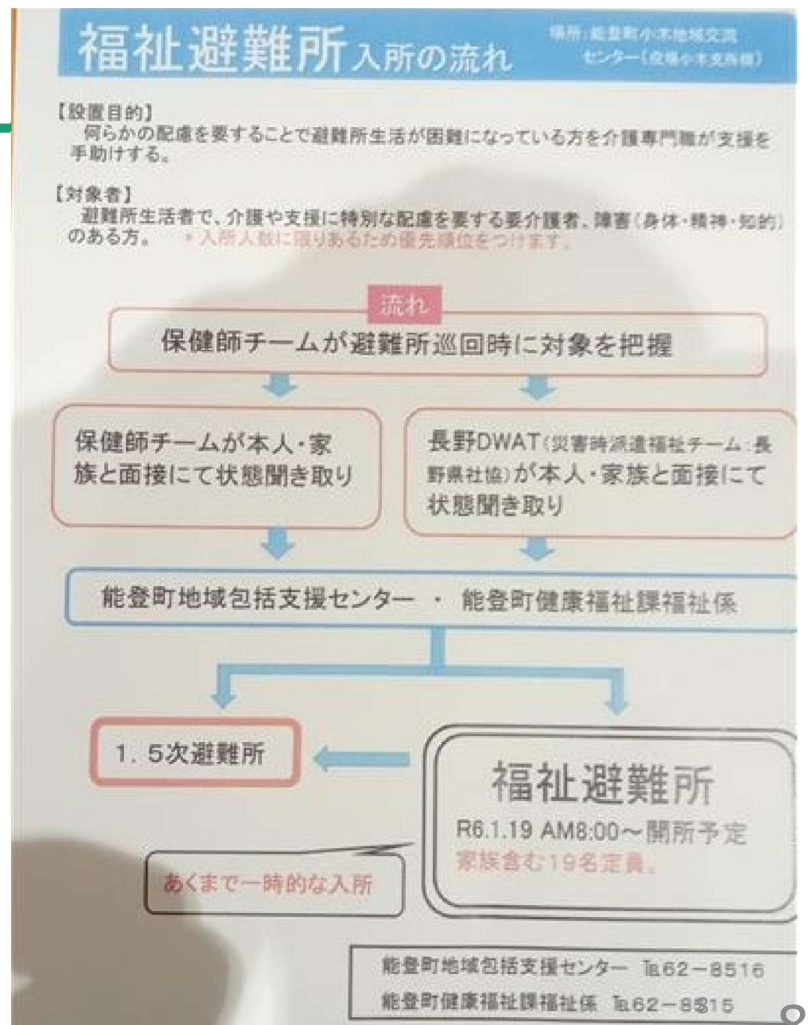 福祉避難所入所の流れ
場所:能登町小木地域交流
センター(役場小木支所横)
【設置目的】
何らかの配慮を要することで避難所生活が困難になっている方を介護専門職が支援を
手助けする。
【対象者】
避難所生活者で、介護や支援に特別な配慮を要する要介護者、障害(身体・精神・知的)
のある方。 *入所人数に限りあるため優先順位をつけます。
流れ
保健師チームが避難所巡回時に対象を把握
保健師チームが本人・家
族と面接にて状態聞き取り
長野DWAT(災害時派遣福祉チーム:長
野県社協)が本人・家族と面接にて
状態聞き取り
能登町地域包括支援センター ・ 能登町健康福祉課福祉係
1.5次避難所
福祉避難所
R6.1.19 AM8:00~開所予定
家族含む19名定員。
あくまで一時的な入所
能登町地域包括支援センター ℡62-8516
能登町健康福祉課福祉係 ℡62-8515